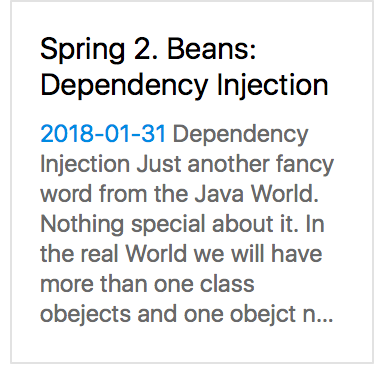 Spring 2. Beans:
Dependency Injection
2018-01-31 Dependency
Injection Just another fancy
word from the Java World.
Nothing special about it. In
the real World we will have
more than one class
obejects and one obejct n...